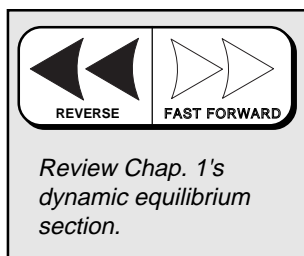 REVERSE FAST FORWARD
Review Chap. 1's
dynamic equilibrium
section.